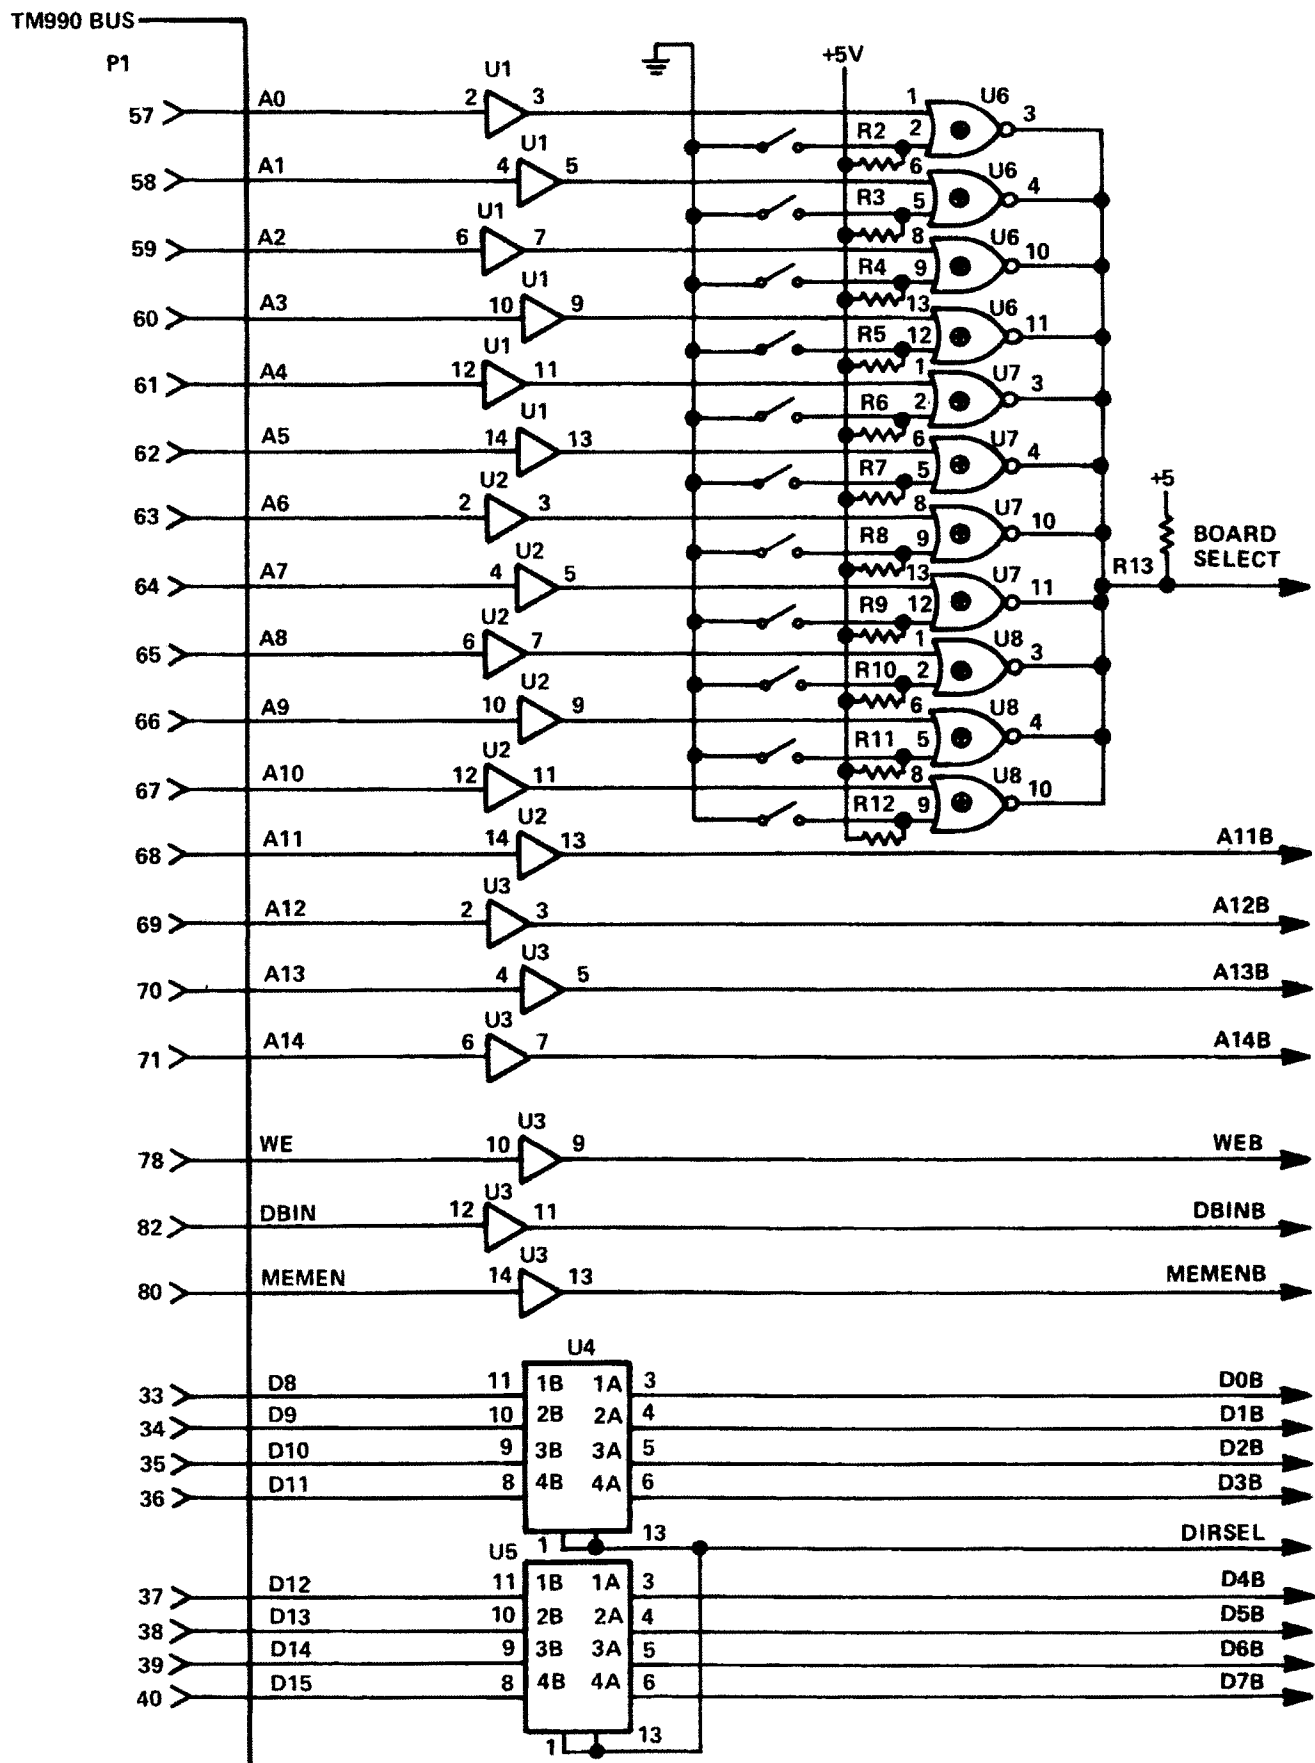 TM990 BUS
P1
+5V
57 A0 2 U1 3 1 U6 3
R2 2
58 A1 4 U1 5 6 U6 4
R3 5
59 A2 6 U1 7 8 U6 10
R4 9
60 A3 10 U1 9 13 U6 11
R5 12
61 A4 12 U1 11 1 U7 3
R6 2
62 A5 14 U1 13 6 U7 4
R7 5
63 A6 2 U2 3 8 U7 10
R8 9
+5
BOARD
SELECT
R13
64 A7 4 U2 5 13 U7 11
R9 12
65 A8 6 U2 7 1 U8 3
R10 2
66 A9 10 U2 9 6 U8 4
R11 5
67 A10 12 U2 11 8 U8 10
R12 9
68 A11 14 U2 13 A11B
69 A12 2 U3 3 A12B
70 A13 4 U3 5 A13B
71 A14 6 U3 7 A14B
78 WE 10 U3 9 WEB
82 DBIN 12 U3 11 DBINB
80 MEMEN 14 U3 13 MEMENB
U4
33 D8 11 1B 1A 3 D0B
34 D9 10 2B 2A 4 D1B
35 D10 9 3B 3A 5 D2B
36 D11 8 4B 4A 6 D3B
1 13 DIRSEL
U5
37 D12 11 1B 1A 3 D4B
38 D13 10 2B 2A 4 D5B
39 D14 9 3B 3A 5 D6B
40 D15 8 4B 4A 6 D7B
1 13